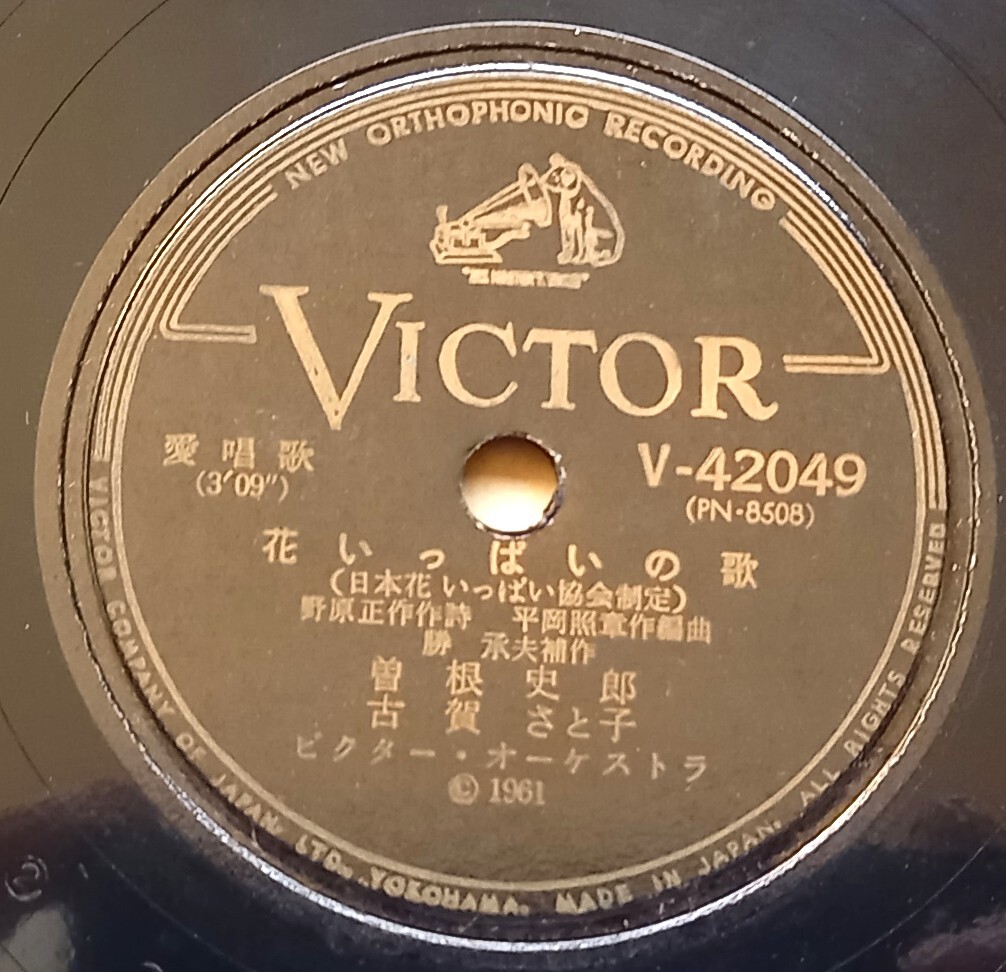 NEW ORTHOPHONIC RECORDING
"HIS MASTER'S VOICE"
VICTOR
愛唱歌
(3´09″)
V-42049
(PN・8508)
花いっぱいの歌
(日本花いっぱい協会制定)
野原正作作詩 平岡照章作編曲
勝 承夫補作
曽根史郎
古賀さと子
ビクター・オーケストラ
© 1961
VICTOR COMPANY OF JAPAN, LTD., YOKOHAMA. MADE IN JAPAN. ALL RIGHTS RESERVED